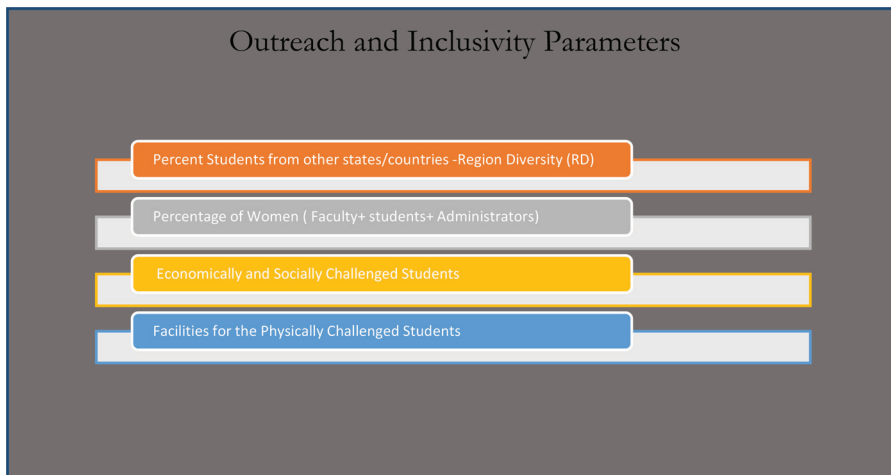 Outreach and Inclusivity Parameters
Percent Students from other states/countries -Region Diversity (RD)
Percentage of Women ( Faculty+ students+ Administrators)
Economically and Socially Challenged Students
Facilities for the Physically Challenged Students